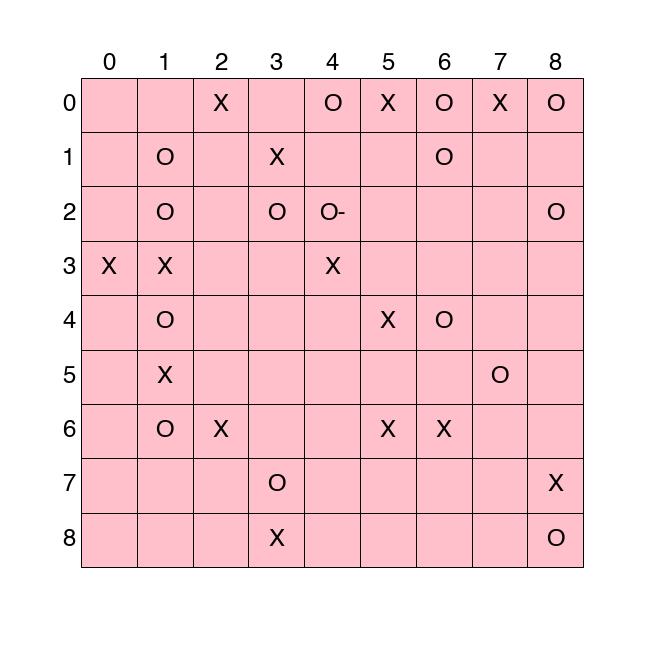 0 1 2 3 4 5 6 7 8
0 X O X O X O
1 O X O
2 O O O- O
3 X X X
4 O X O
5 X O
6 O X X X
7 O X
8 X O